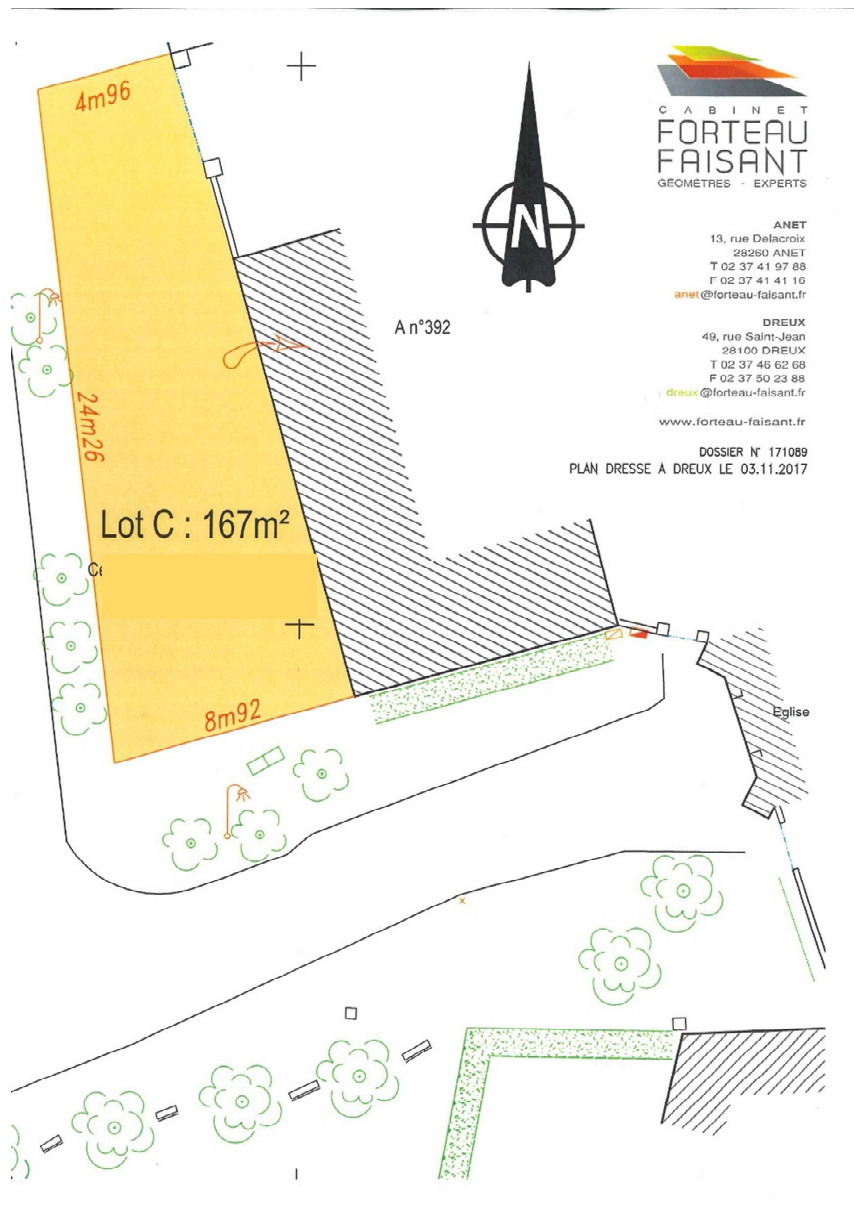 4m96
CABINET
FORTEAU
FAISANT
GÉOMÈTRES - EXPERTS
N
ANET
13, rue Delacroix
28260 ANET
T 02 37 41 97 88
F 02 37 41 41 16
anet@forteau-faisant.fr
DREUX
49, rue Saint-Jean
28100 DREUX
T 02 37 46 62 68
F 02 37 50 23 88
dreux@forteau-faisant.fr
www.forteau-faisant.fr
DOSSIER N° 171089
PLAN DRESSE A DREUX LE 03.11.2017
A n°392
24m26
Lot C : 167m²
8m92
Eglise